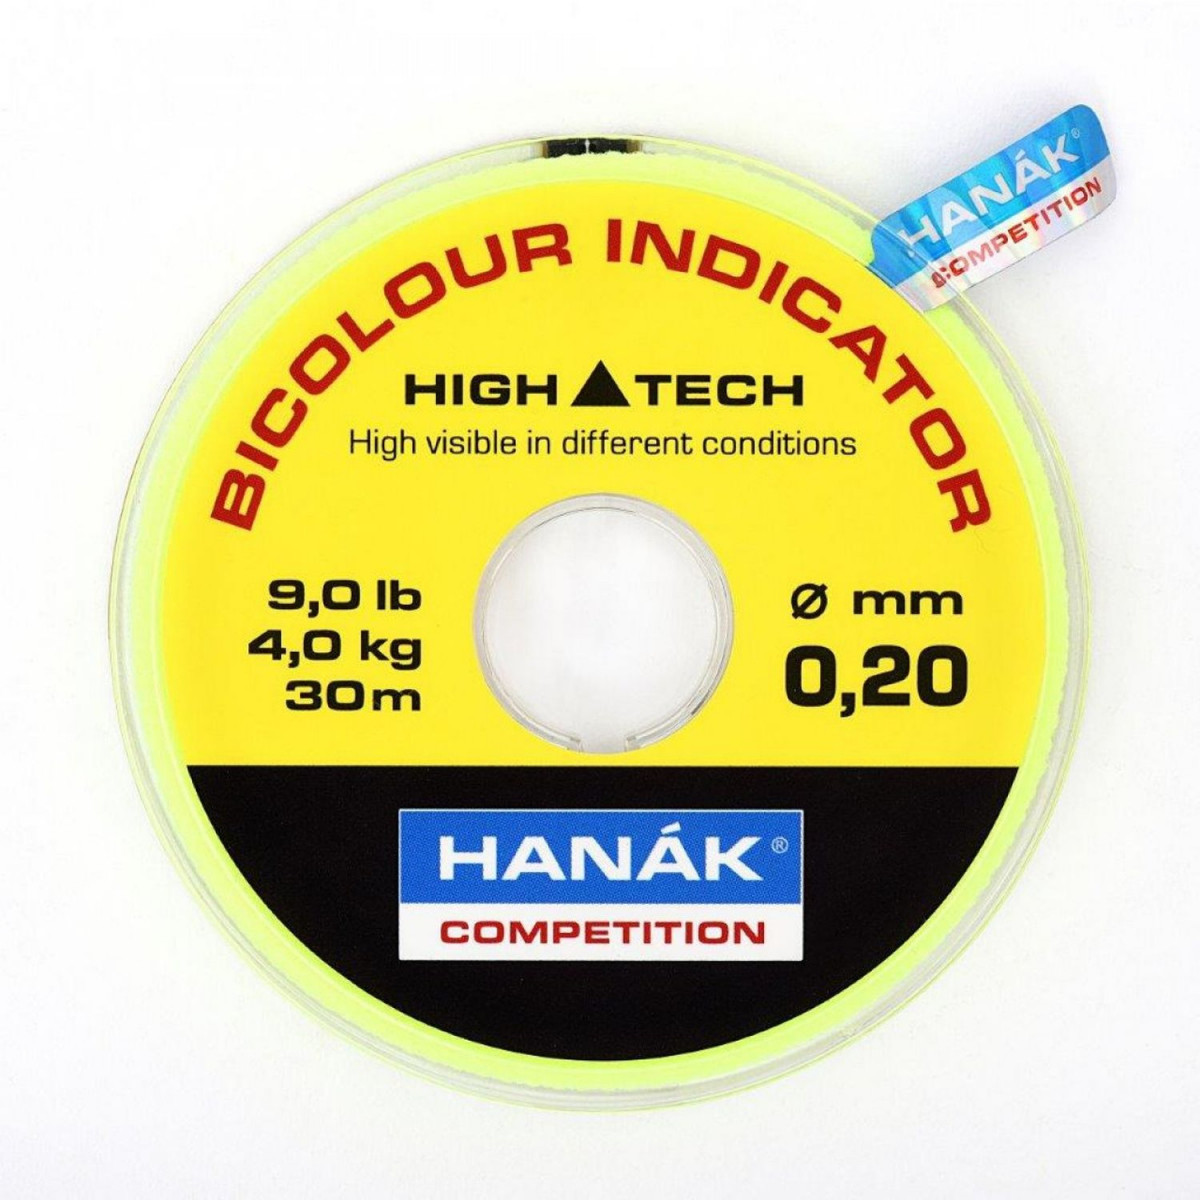 HANÁK®
COMPETITION
BICOLOUR INDICATOR
HIGH▲TECH
High visible in different conditions
9,0 lb
4,0 kg
30m
Ø mm
0,20
HANÁK®
COMPETITION